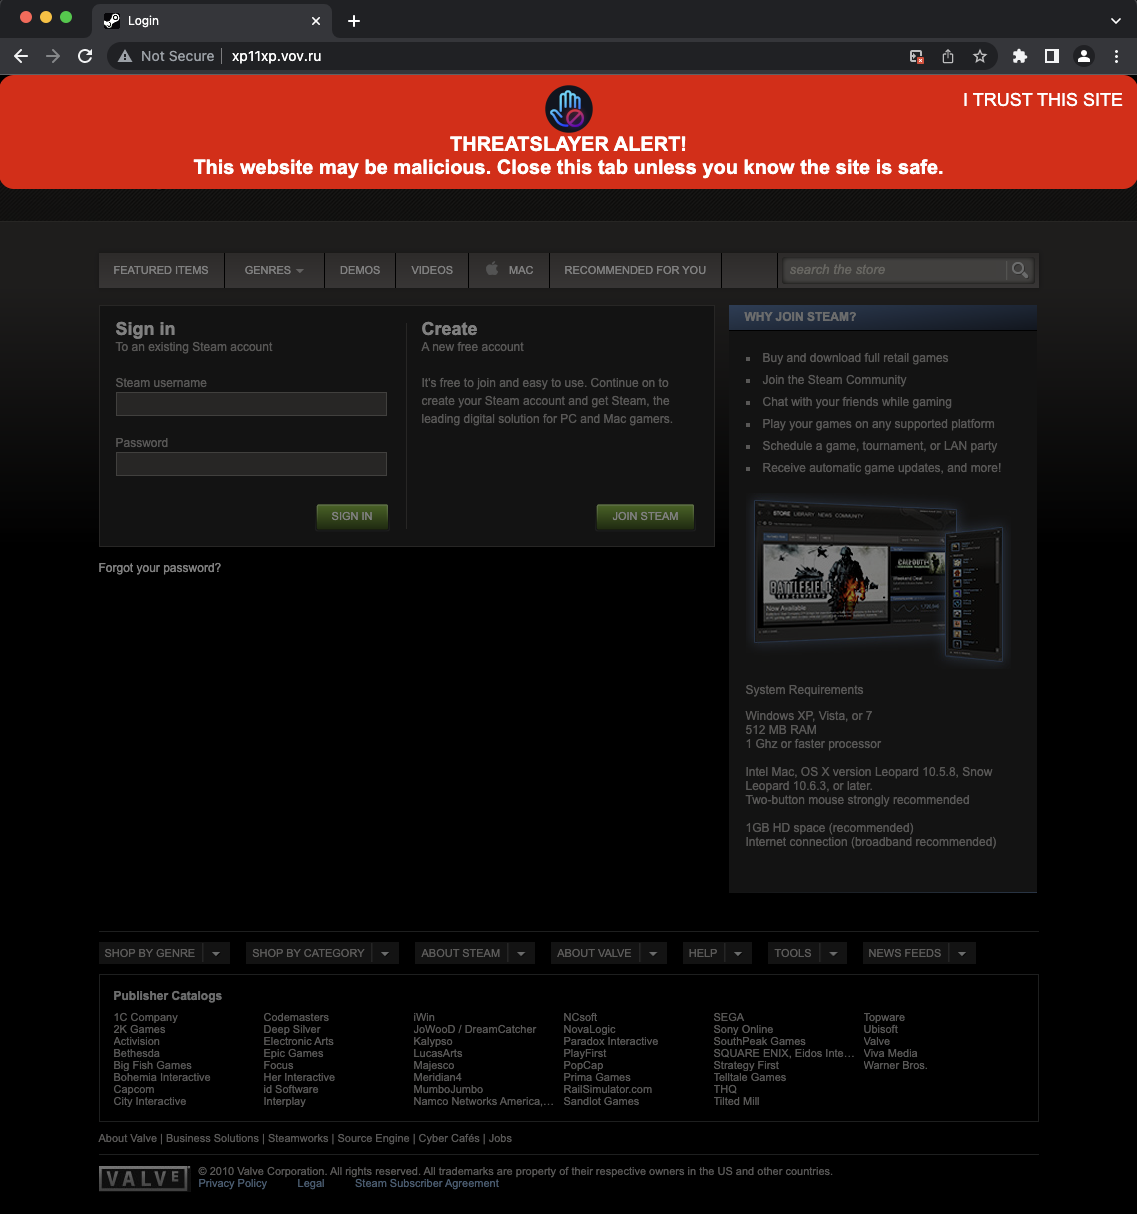 Login
Not Secure
xp11xp.vov.ru
I TRUST THIS SITE
THREATSLAYER ALERT!
This website may be malicious. Close this tab unless you know the site is safe.
FEATURED ITEMS
GENRES
DEMOS
VIDEOS
MAC
RECOMMENDED FOR YOU
search the store
Sign in
To an existing Steam account
Steam username
Password
SIGN IN
Create
A new free account
It's free to join and easy to use. Continue on to
create your Steam account and get Steam, the
leading digital solution for PC and Mac gamers.
JOIN STEAM
Forgot your password?
WHY JOIN STEAM?
Buy and download full retail games
Join the Steam Community
Chat with your friends while gaming
Play your games on any supported platform
Schedule a game, tournament, or LAN party
Receive automatic game updates, and more!
STORE LIBRARY NEWS COMMUNITY
BATTLEFIELD
BAD COMPANY 2
Now Available
CALL OF DUTY
Weekend Deal
System Requirements
Windows XP, Vista, or 7
512 MB RAM
1 Ghz or faster processor
Intel Mac, OS X version Leopard 10.5.8, Snow
Leopard 10.6.3, or later.
Two-button mouse strongly recommended
1GB HD space (recommended)
Internet connection (broadband recommended)
SHOP BY GENRE
SHOP BY CATEGORY
ABOUT STEAM
ABOUT VALVE
HELP
TOOLS
NEWS FEEDS
Publisher Catalogs
1C Company
2K Games
Activision
Bethesda
Big Fish Games
Bohemia Interactive
Capcom
City Interactive
Codemasters
Deep Silver
Electronic Arts
Epic Games
Focus
Her Interactive
id Software
Interplay
iWin
JoWooD / DreamCatcher
Kalypso
LucasArts
Majesco
Meridian4
MumboJumbo
Namco Networks America,...
NCsoft
NovaLogic
Paradox Interactive
PlayFirst
PopCap
Prima Games
RailSimulator.com
Sandlot Games
SEGA
Sony Online
SouthPeak Games
SQUARE ENIX, Eidos Inte...
Strategy First
Telltale Games
THQ
Tilted Mill
Topware
Ubisoft
Valve
Viva Media
Warner Bros.
About Valve | Business Solutions | Steamworks | Source Engine | Cyber Cafés | Jobs
VALVE
© 2010 Valve Corporation. All rights reserved. All trademarks are property of their respective owners in the US and other countries.
Privacy Policy
Legal
Steam Subscriber Agreement